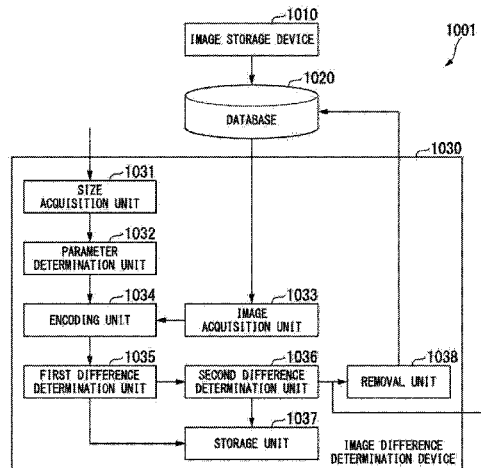 1010
IMAGE STORAGE DEVICE
1001
1020
DATABASE
1030
1031
SIZE
ACQUISITION UNIT
1032
PARAMETER
DETERMINATION UNIT
1034
ENCODING UNIT
1033
IMAGE
ACQUISITION UNIT
1035
FIRST DIFFERENCE
DETERMINATION UNIT
1036
SECOND DIFFERENCE
DETERMINATION UNIT
1038
REMOVAL UNIT
1037
STORAGE UNIT
IMAGE DIFFERENCE
DETERMINATION DEVICE